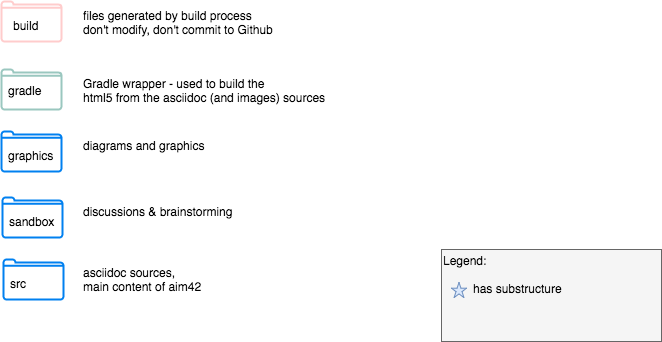 build
files generated by build process
don't modify, don't commit to Github
gradle
Gradle wrapper - used to build the
html5 from the asciidoc (and images) sources
graphics
diagrams and graphics
sandbox
discussions & brainstorming
src
asciidoc sources,
main content of aim42
Legend:
has substructure